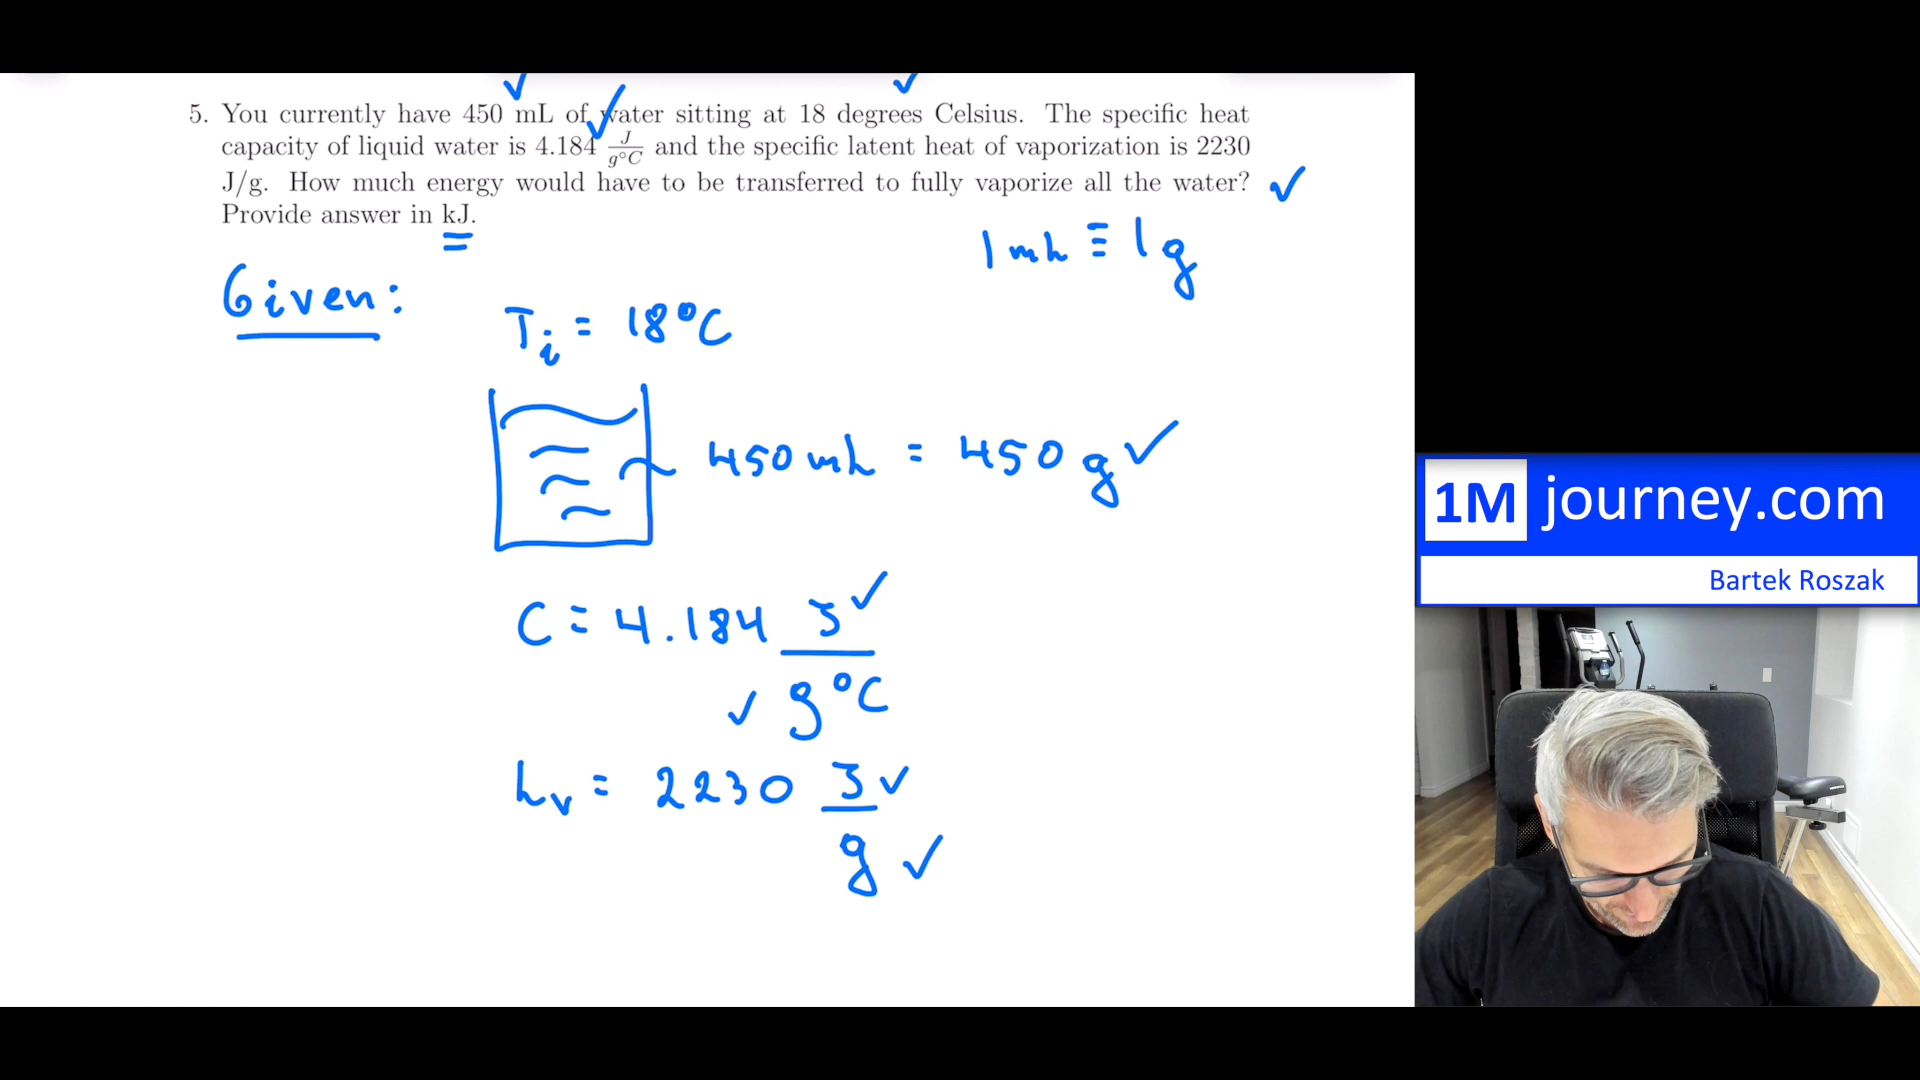 5. You currently have 450 mL of water sitting at 18 degrees Celsius. The specific heat
capacity of liquid water is 4.184 J/g°C and the specific latent heat of vaporization is 2230
J/g. How much energy would have to be transferred to fully vaporize all the water?
Provide answer in kJ.
1 mL ≡ 1 g
Given:
Ti = 18°C
450 mL = 450 g
C = 4.184 J/g°C
Lv = 2230 J/g
1M journey.com
Bartek Roszak